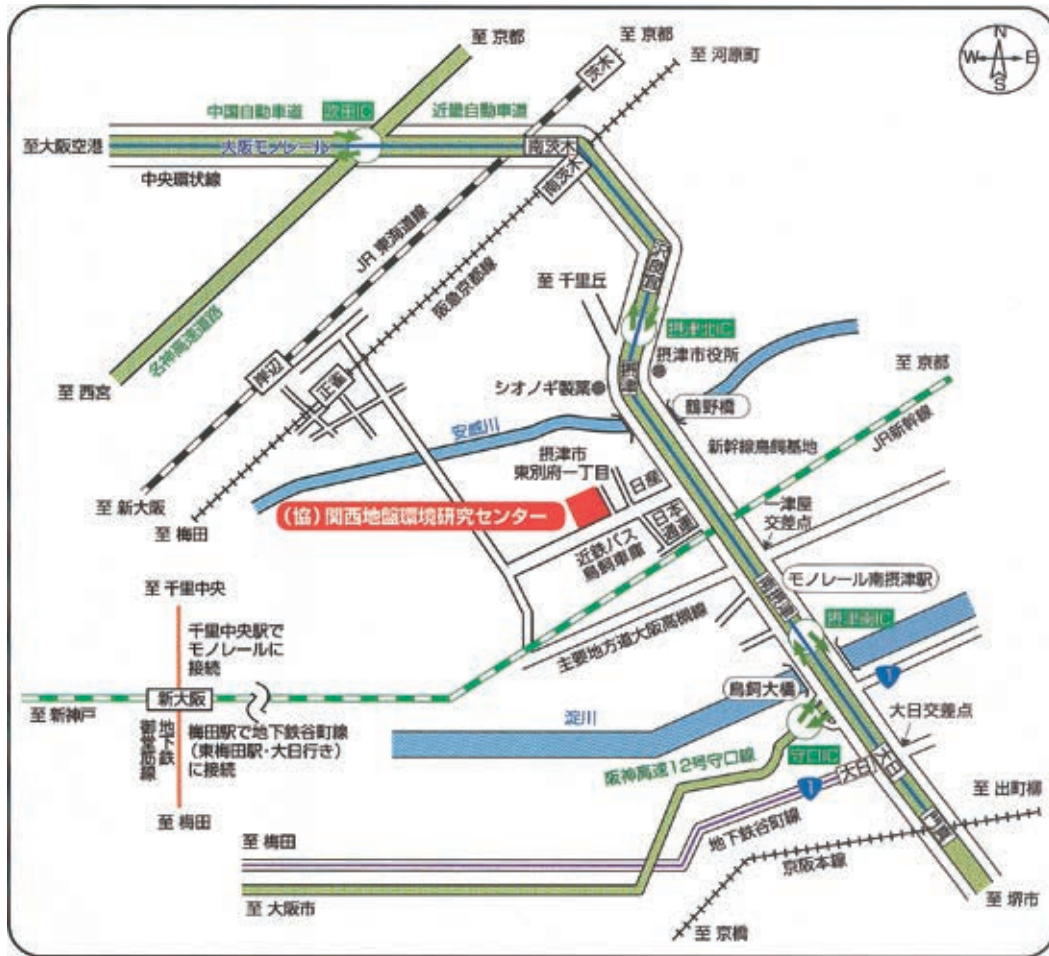 至 京都
至 京都
至 河原町
N
W
E
S
中国自動車道
吹田IC
近畿自動車道
茨木
至大阪空港
大阪モノレール
南茨木
中央環状線
南茨木
JR東海道線
阪急京都線
名神高速道路
至 千里丘
摂津北IC
摂津市役所
至 西宮
岸辺
正雀
シオノギ製薬
摂津
鶴野橋
至 京都
安威川
新幹線鳥飼基地
JR新幹線
摂津市
東別府一丁目
日産
至 新大阪
至 梅田
(協)関西地盤環境研究センター
日本
通運
一津屋
交差点
近鉄バス
鳥飼車庫
至 千里中央
千里中央駅で
モノレールに
接続
南摂津
モノレール南摂津駅
摂津南IC
主要地方道大阪高槻線
新大阪
至 新神戸
鳥飼大橋
1
地下鉄
御堂筋線
梅田駅で地下鉄谷町線
(東梅田駅・大日行き)
に接続
淀川
大日交差点
守口IC
阪神高速12号守口線
大日
大日
1
至 出町柳
至 梅田
至 梅田
地下鉄谷町線
門真
京阪本線
至 大阪市
至 堺市
至 京橋